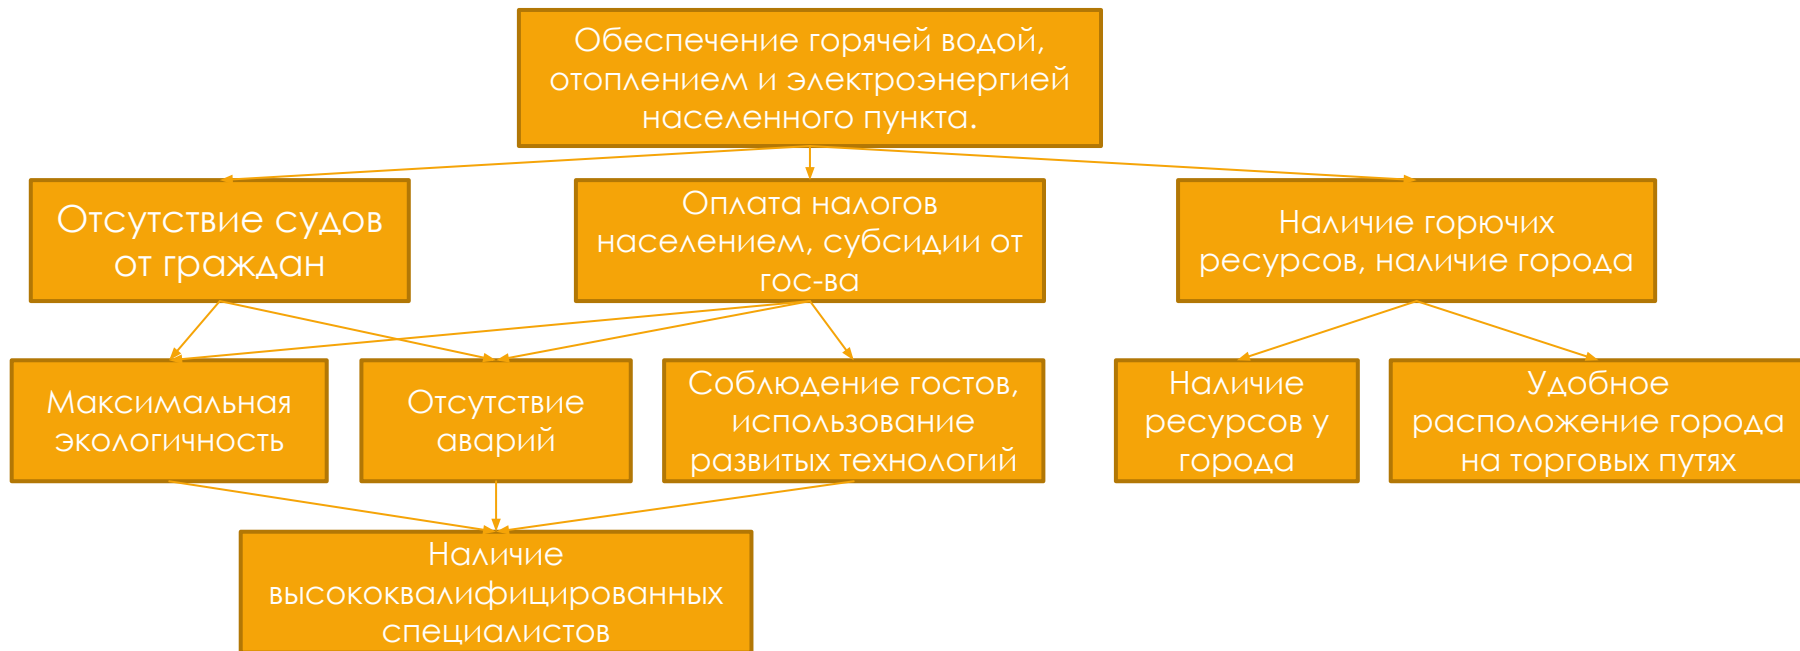 Обеспечение горячей водой,
отоплением и электроэнергией
населенного пункта.
Отсутствие судов
от граждан
Оплата налогов
населением, субсидии от
гос-ва
Наличие горючих
ресурсов, наличие города
Максимальная
экологичность
Отсутствие
аварий
Соблюдение гостов,
использование
развитых технологий
Наличие
ресурсов у
города
Удобное
расположение города
на торговых путях
Наличие
высококвалифицированных
специалистов